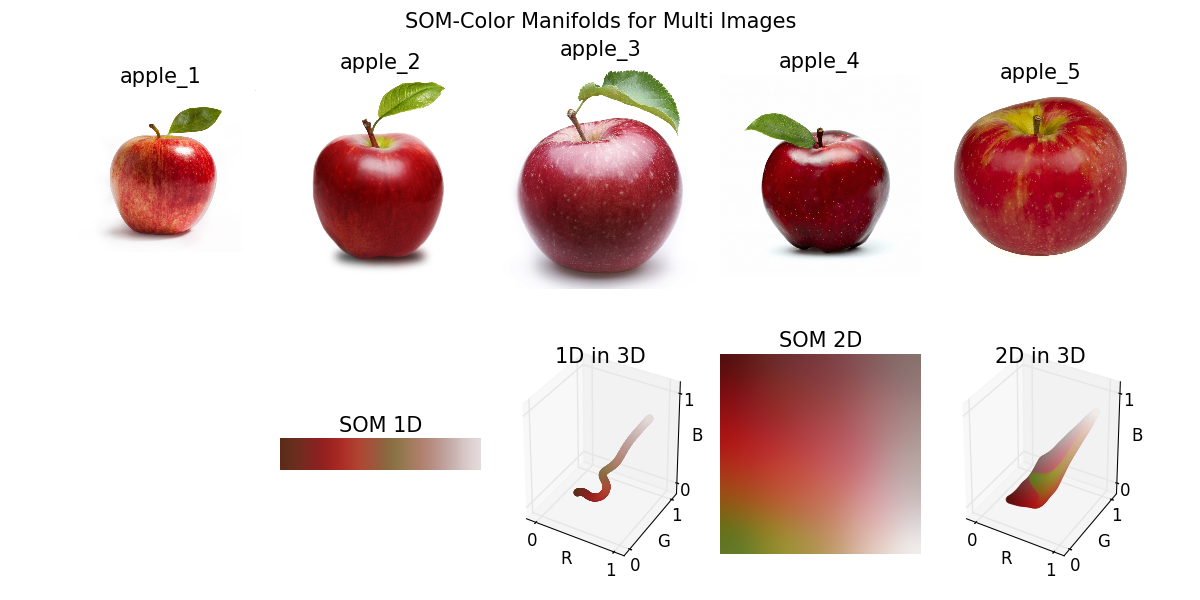 SOM-Color Manifolds for Multi Images
apple_1
apple_2
apple_3
apple_4
apple_5
SOM 1D
1D in 3D
1
B
0
1
G
0
R
0
1
SOM 2D
2D in 3D
1
B
0
1
G
0
R
0
1